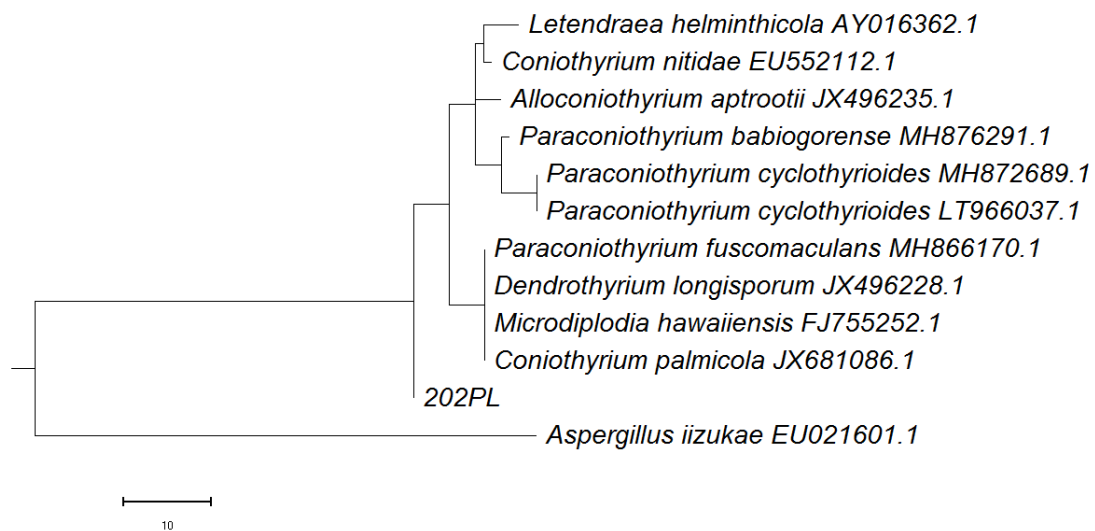 Letendraea helminthicola AY016362.1
Coniothyrium nitidae EU552112.1
Alloconiothyrium aptrootii JX496235.1
Paraconiothyrium babiogorense MH876291.1
Paraconiothyrium cyclothyrioides MH872689.1
Paraconiothyrium cyclothyrioides LT966037.1
Paraconiothyrium fuscomaculans MH866170.1
Dendrothyrium longisporum JX496228.1
Microdiplodia hawaiiensis FJ755252.1
Coniothyrium palmicola JX681086.1
202PL
Aspergillus iizukae EU021601.1
10